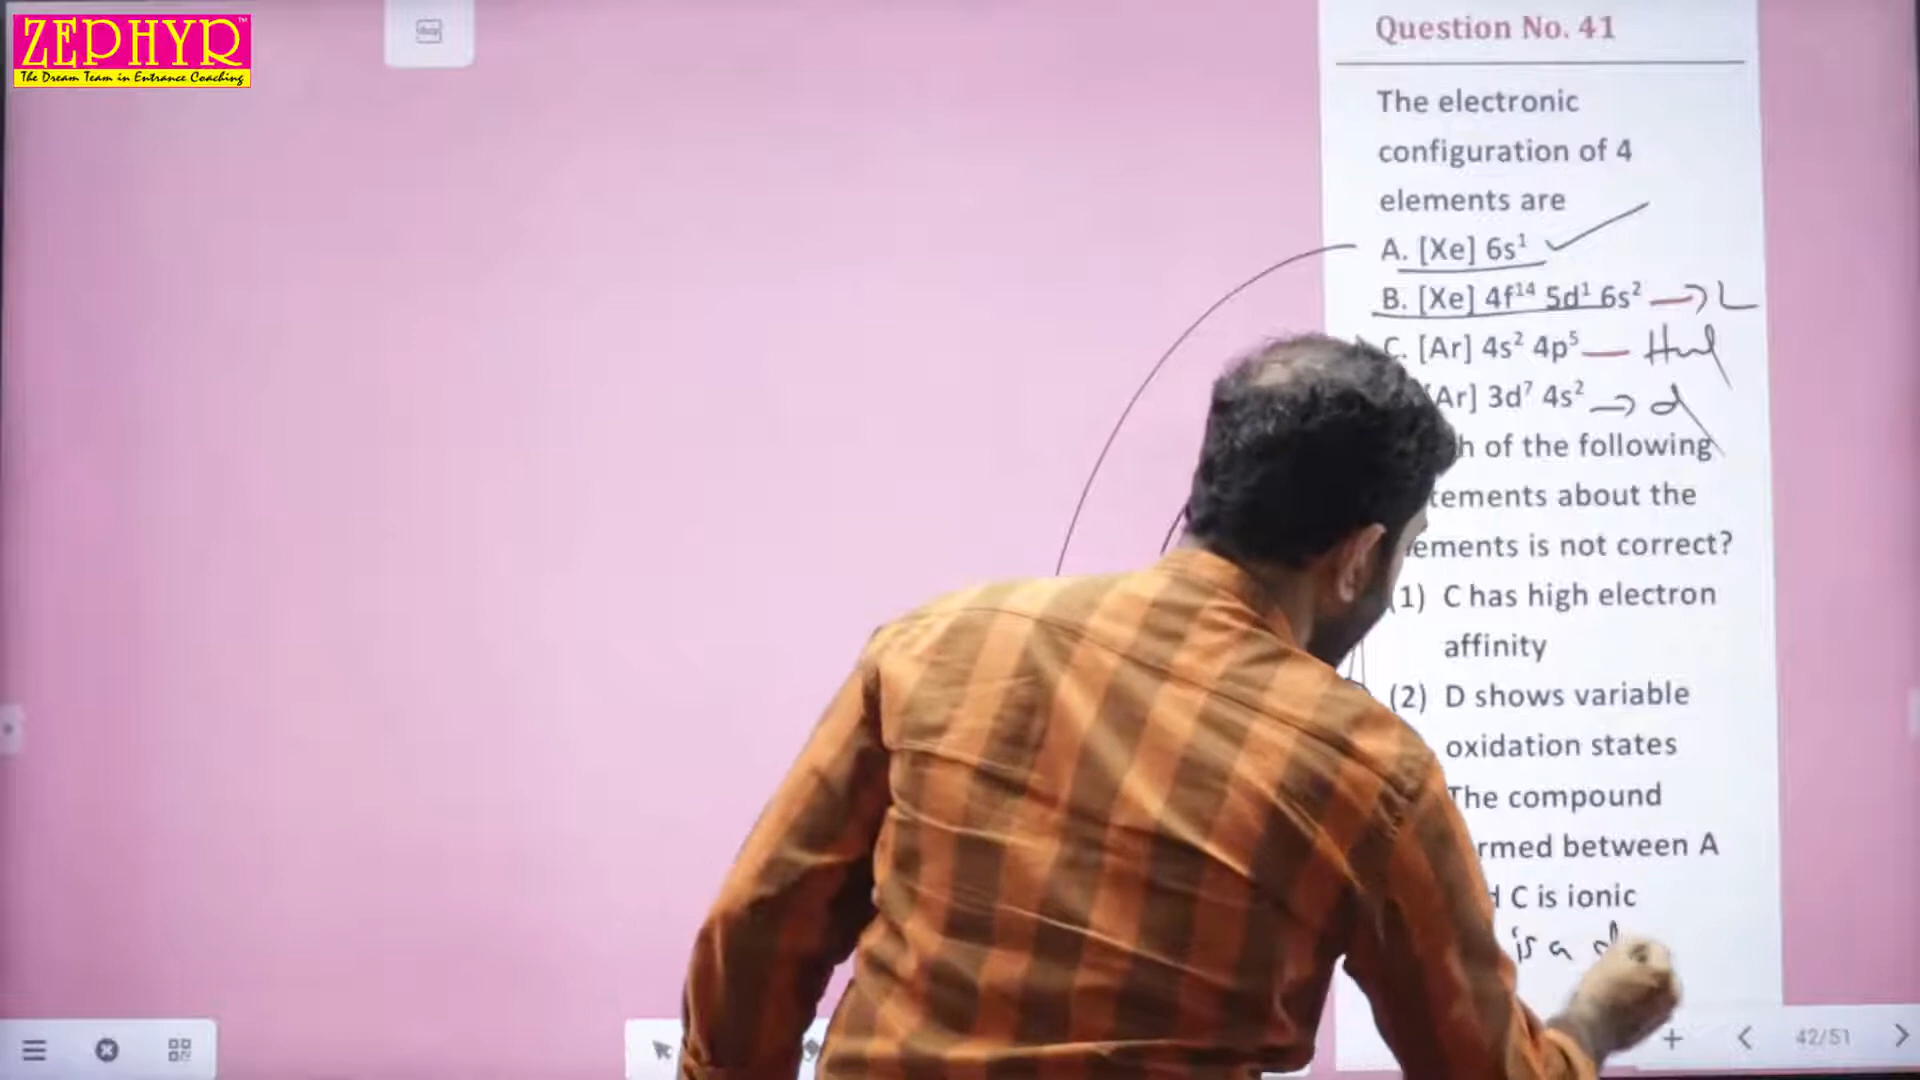 ZEPHYR™
The Dream Team in Entrance Coaching
Question No. 41
The electronic
configuration of 4
elements are
A. [Xe] 6s¹
B. [Xe] 4f¹⁴ 5d¹ 6s² → L
C. [Ar] 4s² 4p⁵ —
Ar] 3d⁷ 4s² → d
h of the following
tements about the
ements is not correct?
(1) C has high electron
affinity
(2) D shows variable
oxidation states
The compound
rmed between A
C is ionic
is a
42/51